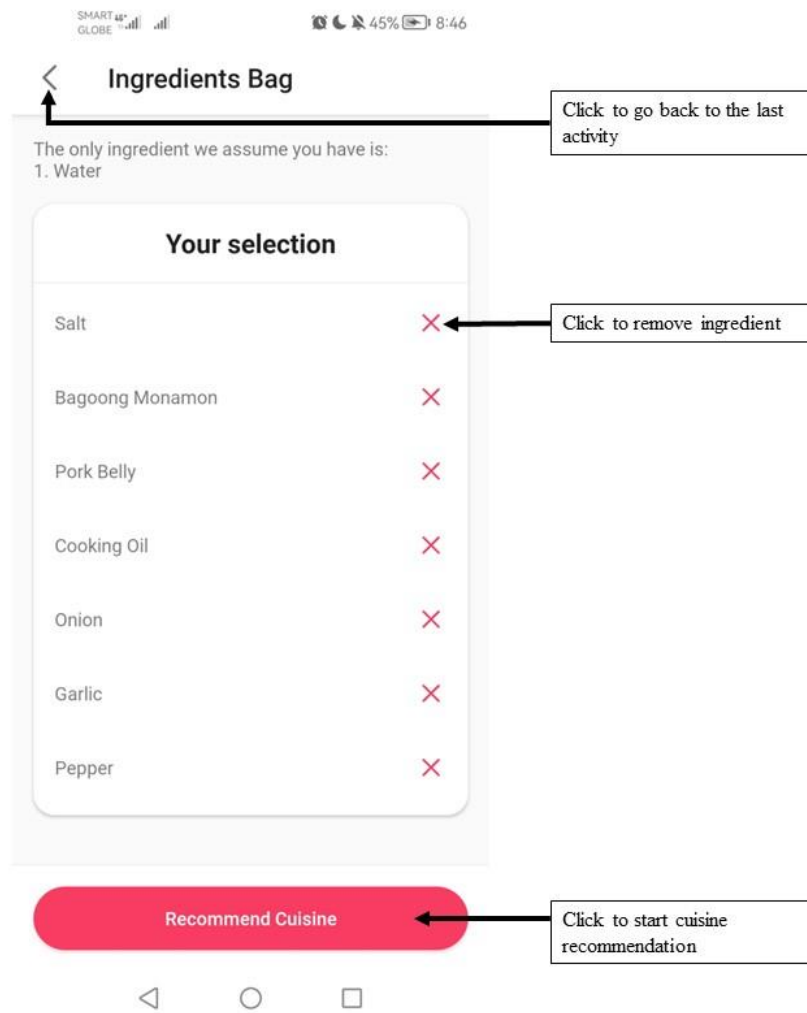 SMART 4G+
GLOBE
45% 8:46
Ingredients Bag
Click to go back to the last
activity
The only ingredient we assume you have is:
1. Water
Your selection
Salt
Click to remove ingredient
Bagoong Monamon
Pork Belly
Cooking Oil
Onion
Garlic
Pepper
Recommend Cuisine
Click to start cuisine
recommendation